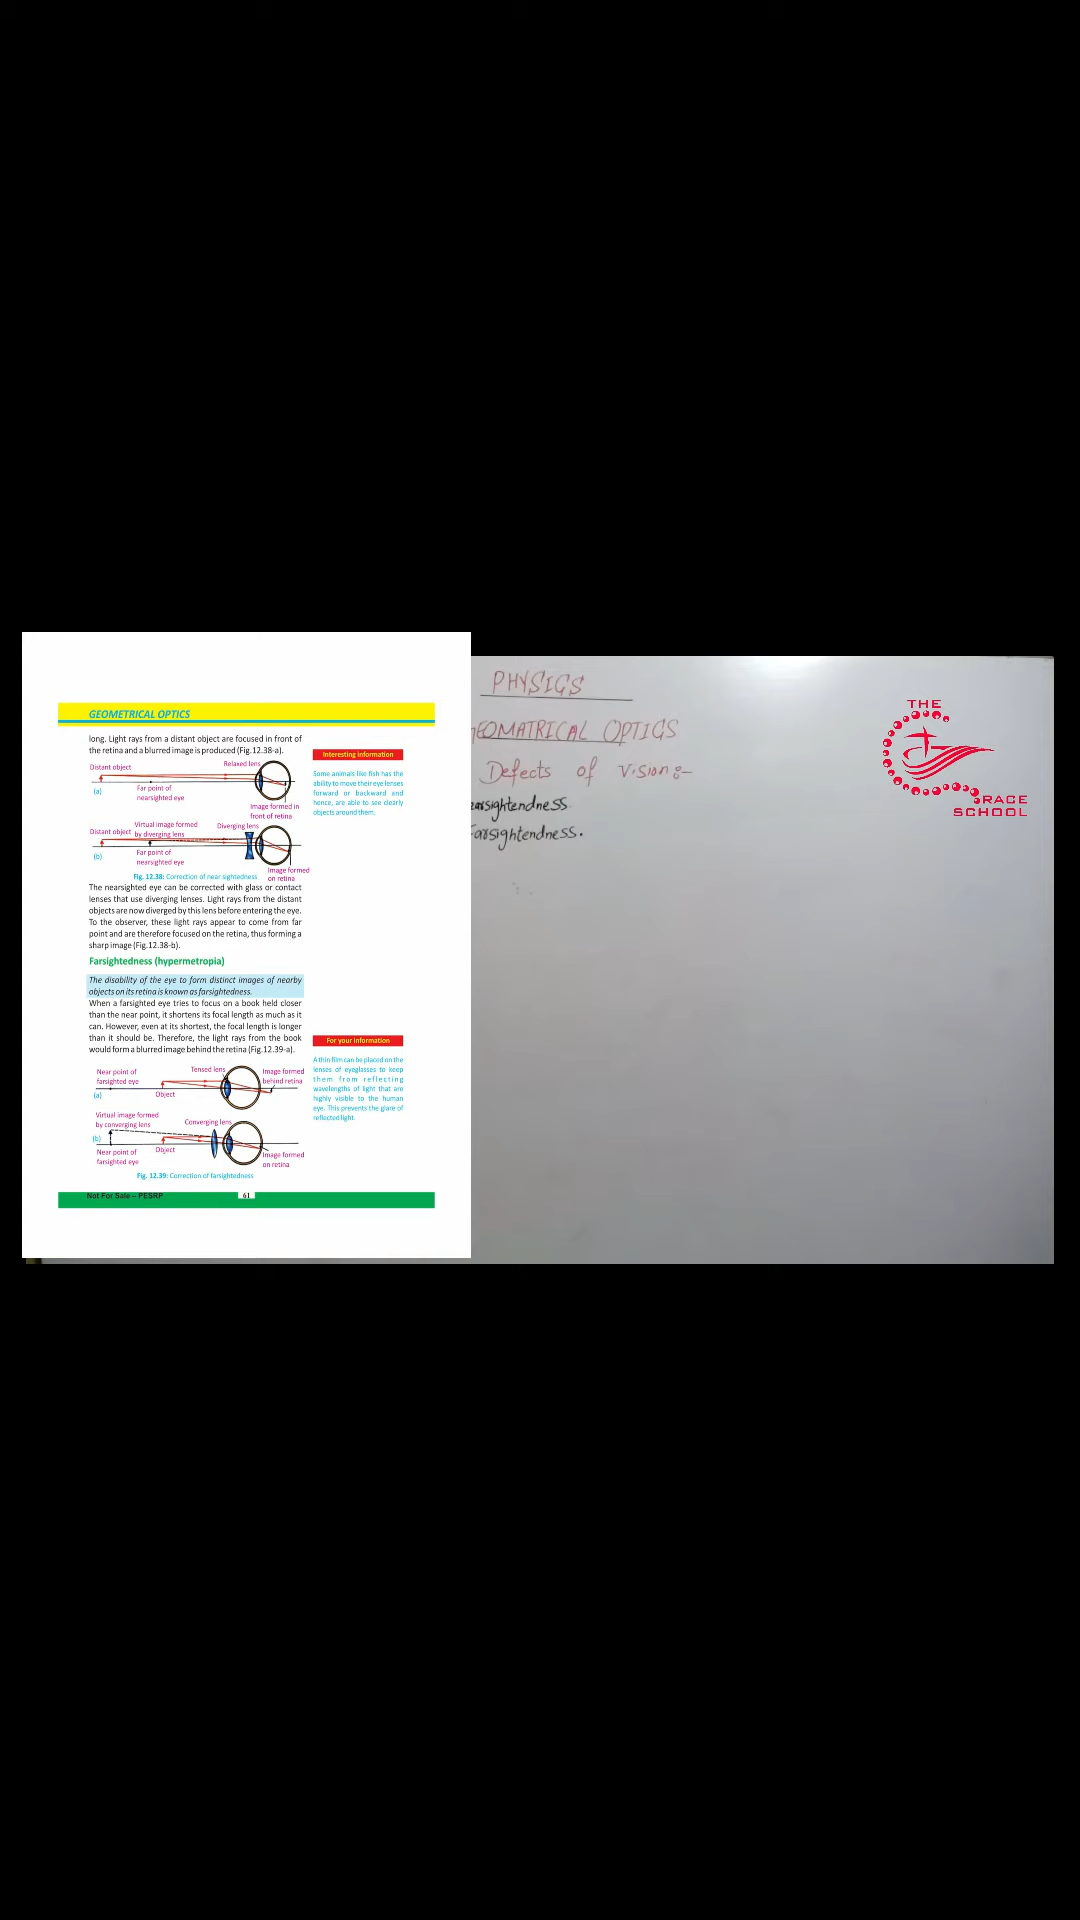 GEOMETRICAL OPTICS
long. Light rays from a distant object are focused in front of
the retina and a blurred image is produced (Fig.12.38-a).
Distant object
Relaxed lens
(a)
Far point of
nearsighted eye
Image formed in
front of retina
Virtual image formed
by diverging lens
Diverging lens
Distant object
(b)
Far point of
nearsighted eye
Image formed
on retina
Fig. 12.38: Correction of near sightedness
The nearsighted eye can be corrected with glass or contact
lenses that use diverging lenses. Light rays from the distant
objects are now diverged by this lens before entering the eye.
To the observer, these light rays appear to come from far
point and are therefore focused on the retina, thus forming a
sharp image (Fig.12.38-b).
Farsightedness (hypermetropia)
The disability of the eye to form distinct images of nearby
objects on its retina is known as farsightedness.
When a farsighted eye tries to focus on a book held closer
than the near point, it shortens its focal length as much as it
can. However, even at its shortest, the focal length is longer
than it should be. Therefore, the light rays from the book
would form a blurred image behind the retina (Fig.12.39-a).
Near point of
farsighted eye
Tensed lens
Image formed
behind retina
(a)
Object
Virtual image formed
by converging lens
Converging lens
(b)
Object
Near point of
farsighted eye
Image formed
on retina
Fig. 12.39: Correction of farsightedness
Not For Sale – PESRP
61
Interesting information
Some animals like fish has the
ability to move their eye lenses
forward or backward and
hence, are able to see clearly
objects around them.
For your information
A thin film can be placed on the
lenses of eyeglasses to keep
them from reflecting
wavelengths of light that are
highly visible to the human
eye. This prevents the glare of
reflected light.
PHYSICS
EOMATRICAL OPTICS
Defects of Vision:-
earsightendness
Farsightendness.
THE
RACE
SCHOOL